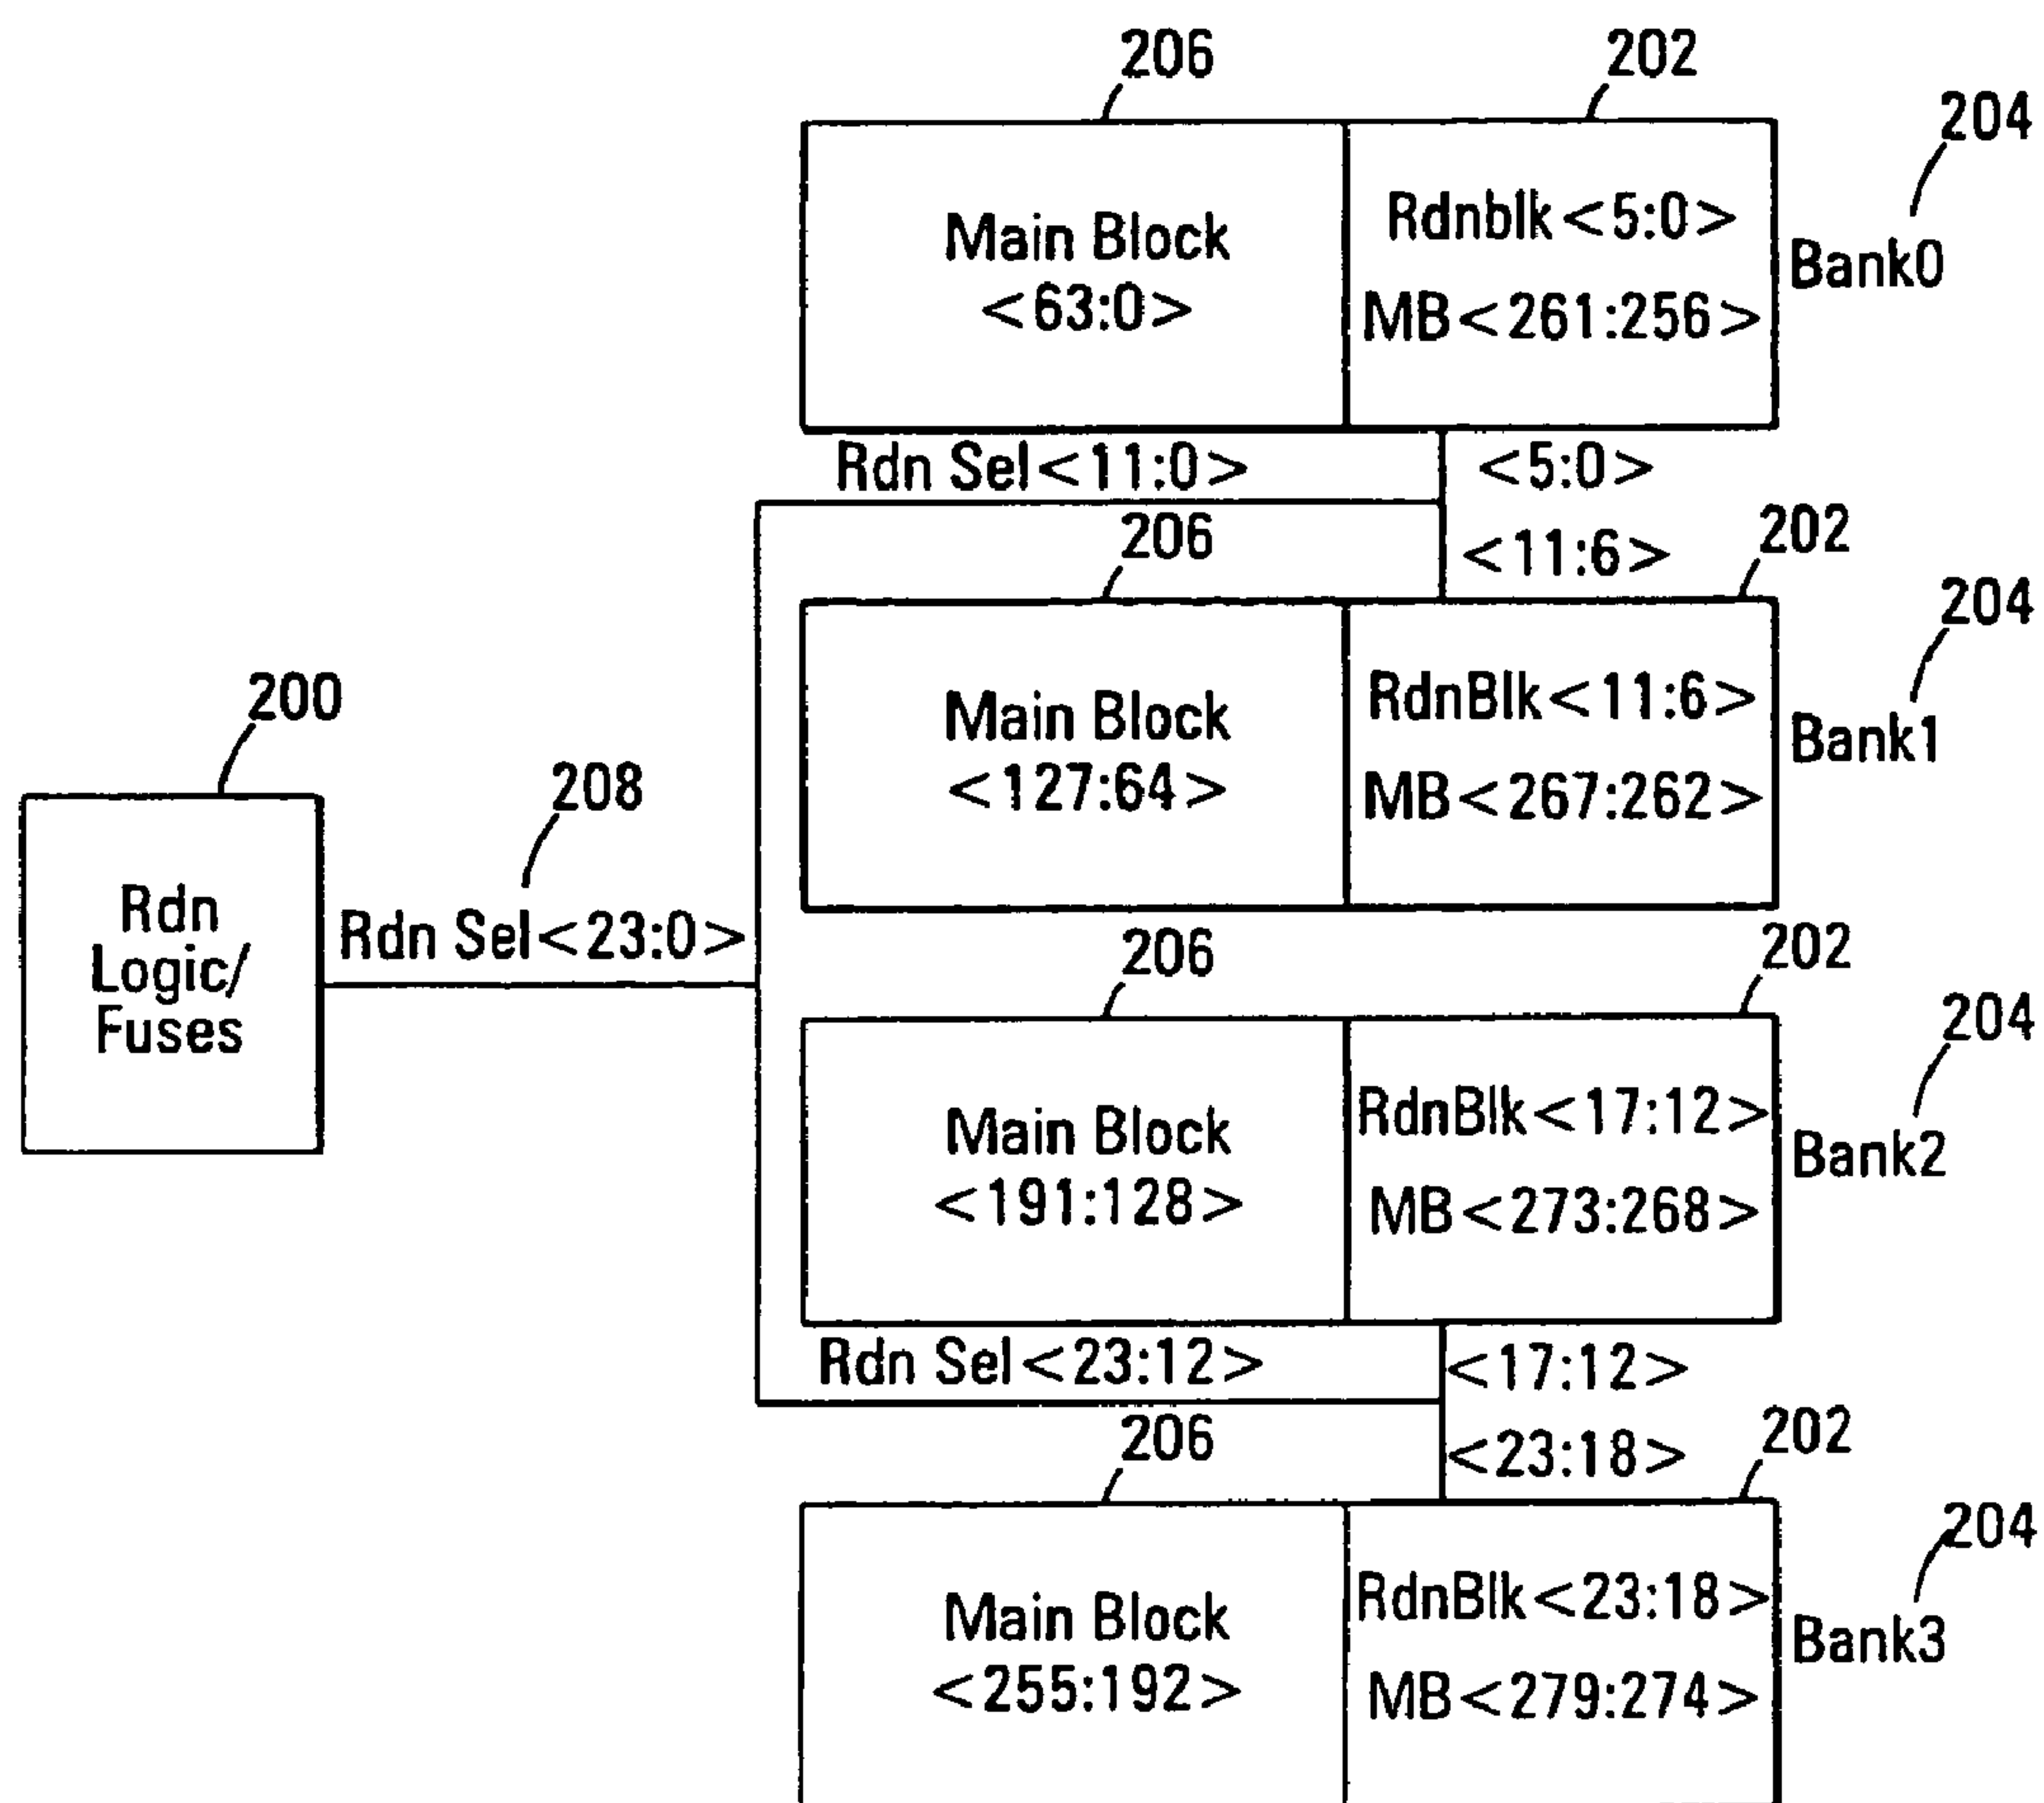 206
202
204
Main Block
<63:0>
Rdnblk<5:0>
MB<261:256>
Bank0
Rdn Sel<11:0>
<5:0>
206
<11:6>
202
204
Main Block
<127:64>
RdnBlk<11:6>
MB<267:262>
Bank1
200
208
Rdn
Logic/
Fuses
Rdn Sel<23:0>
206
202
204
Main Block
<191:128>
RdnBlk<17:12>
MB<273:268>
Bank2
Rdn Sel<23:12>
<17:12>
206
<23:18>
202
204
Main Block
<255:192>
RdnBlk<23:18>
MB<279:274>
Bank3